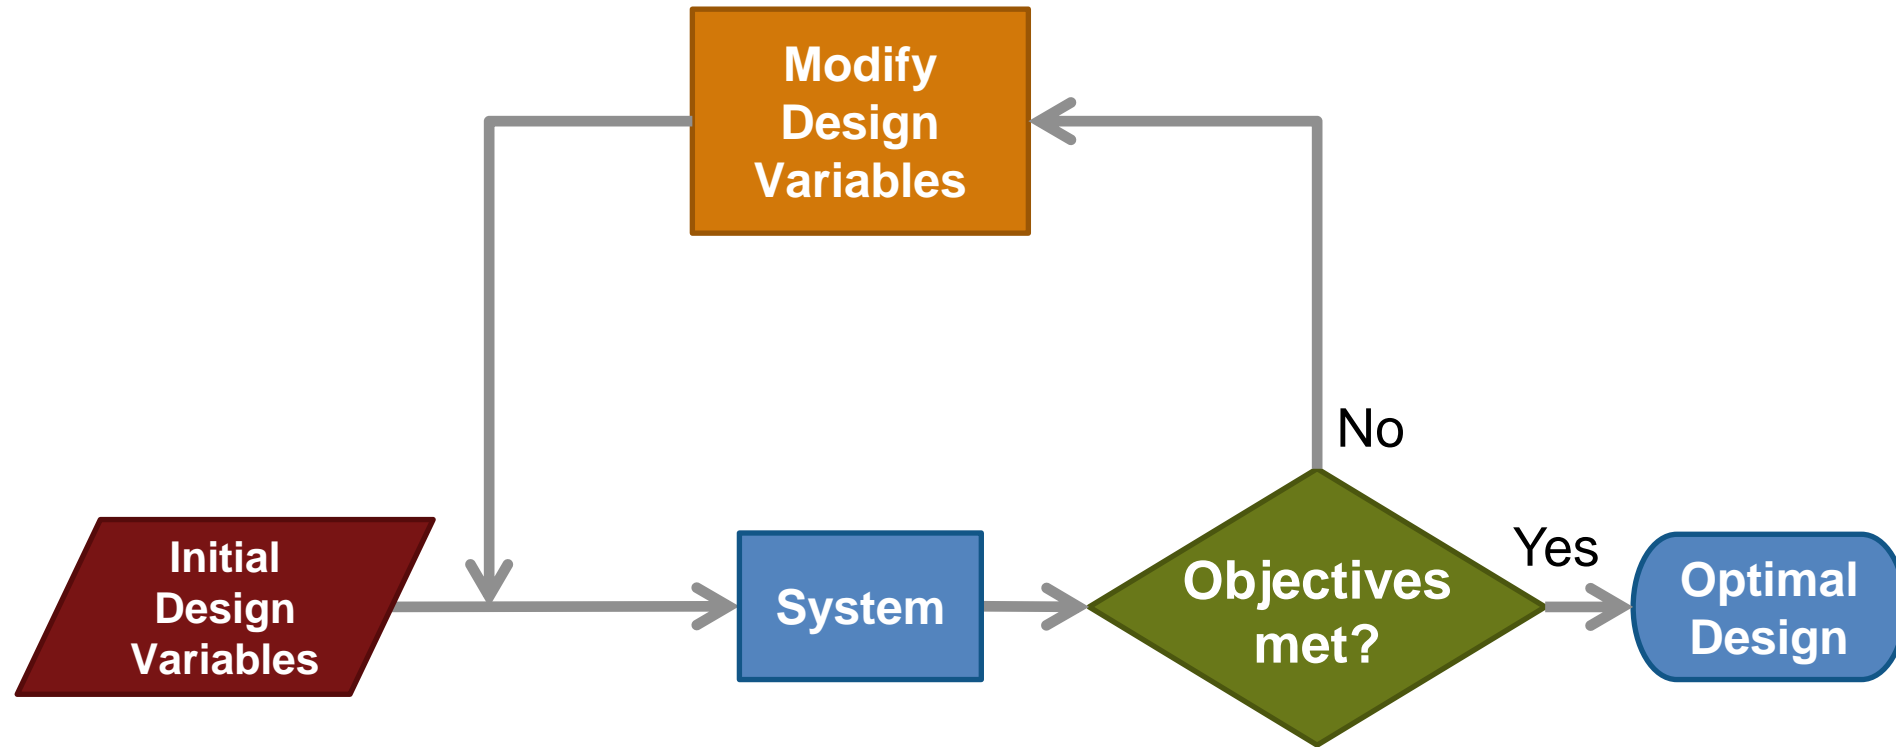 Modify
Design
Variables
No
Initial
Design
Variables
System
Objectives
met?
Yes
Optimal
Design